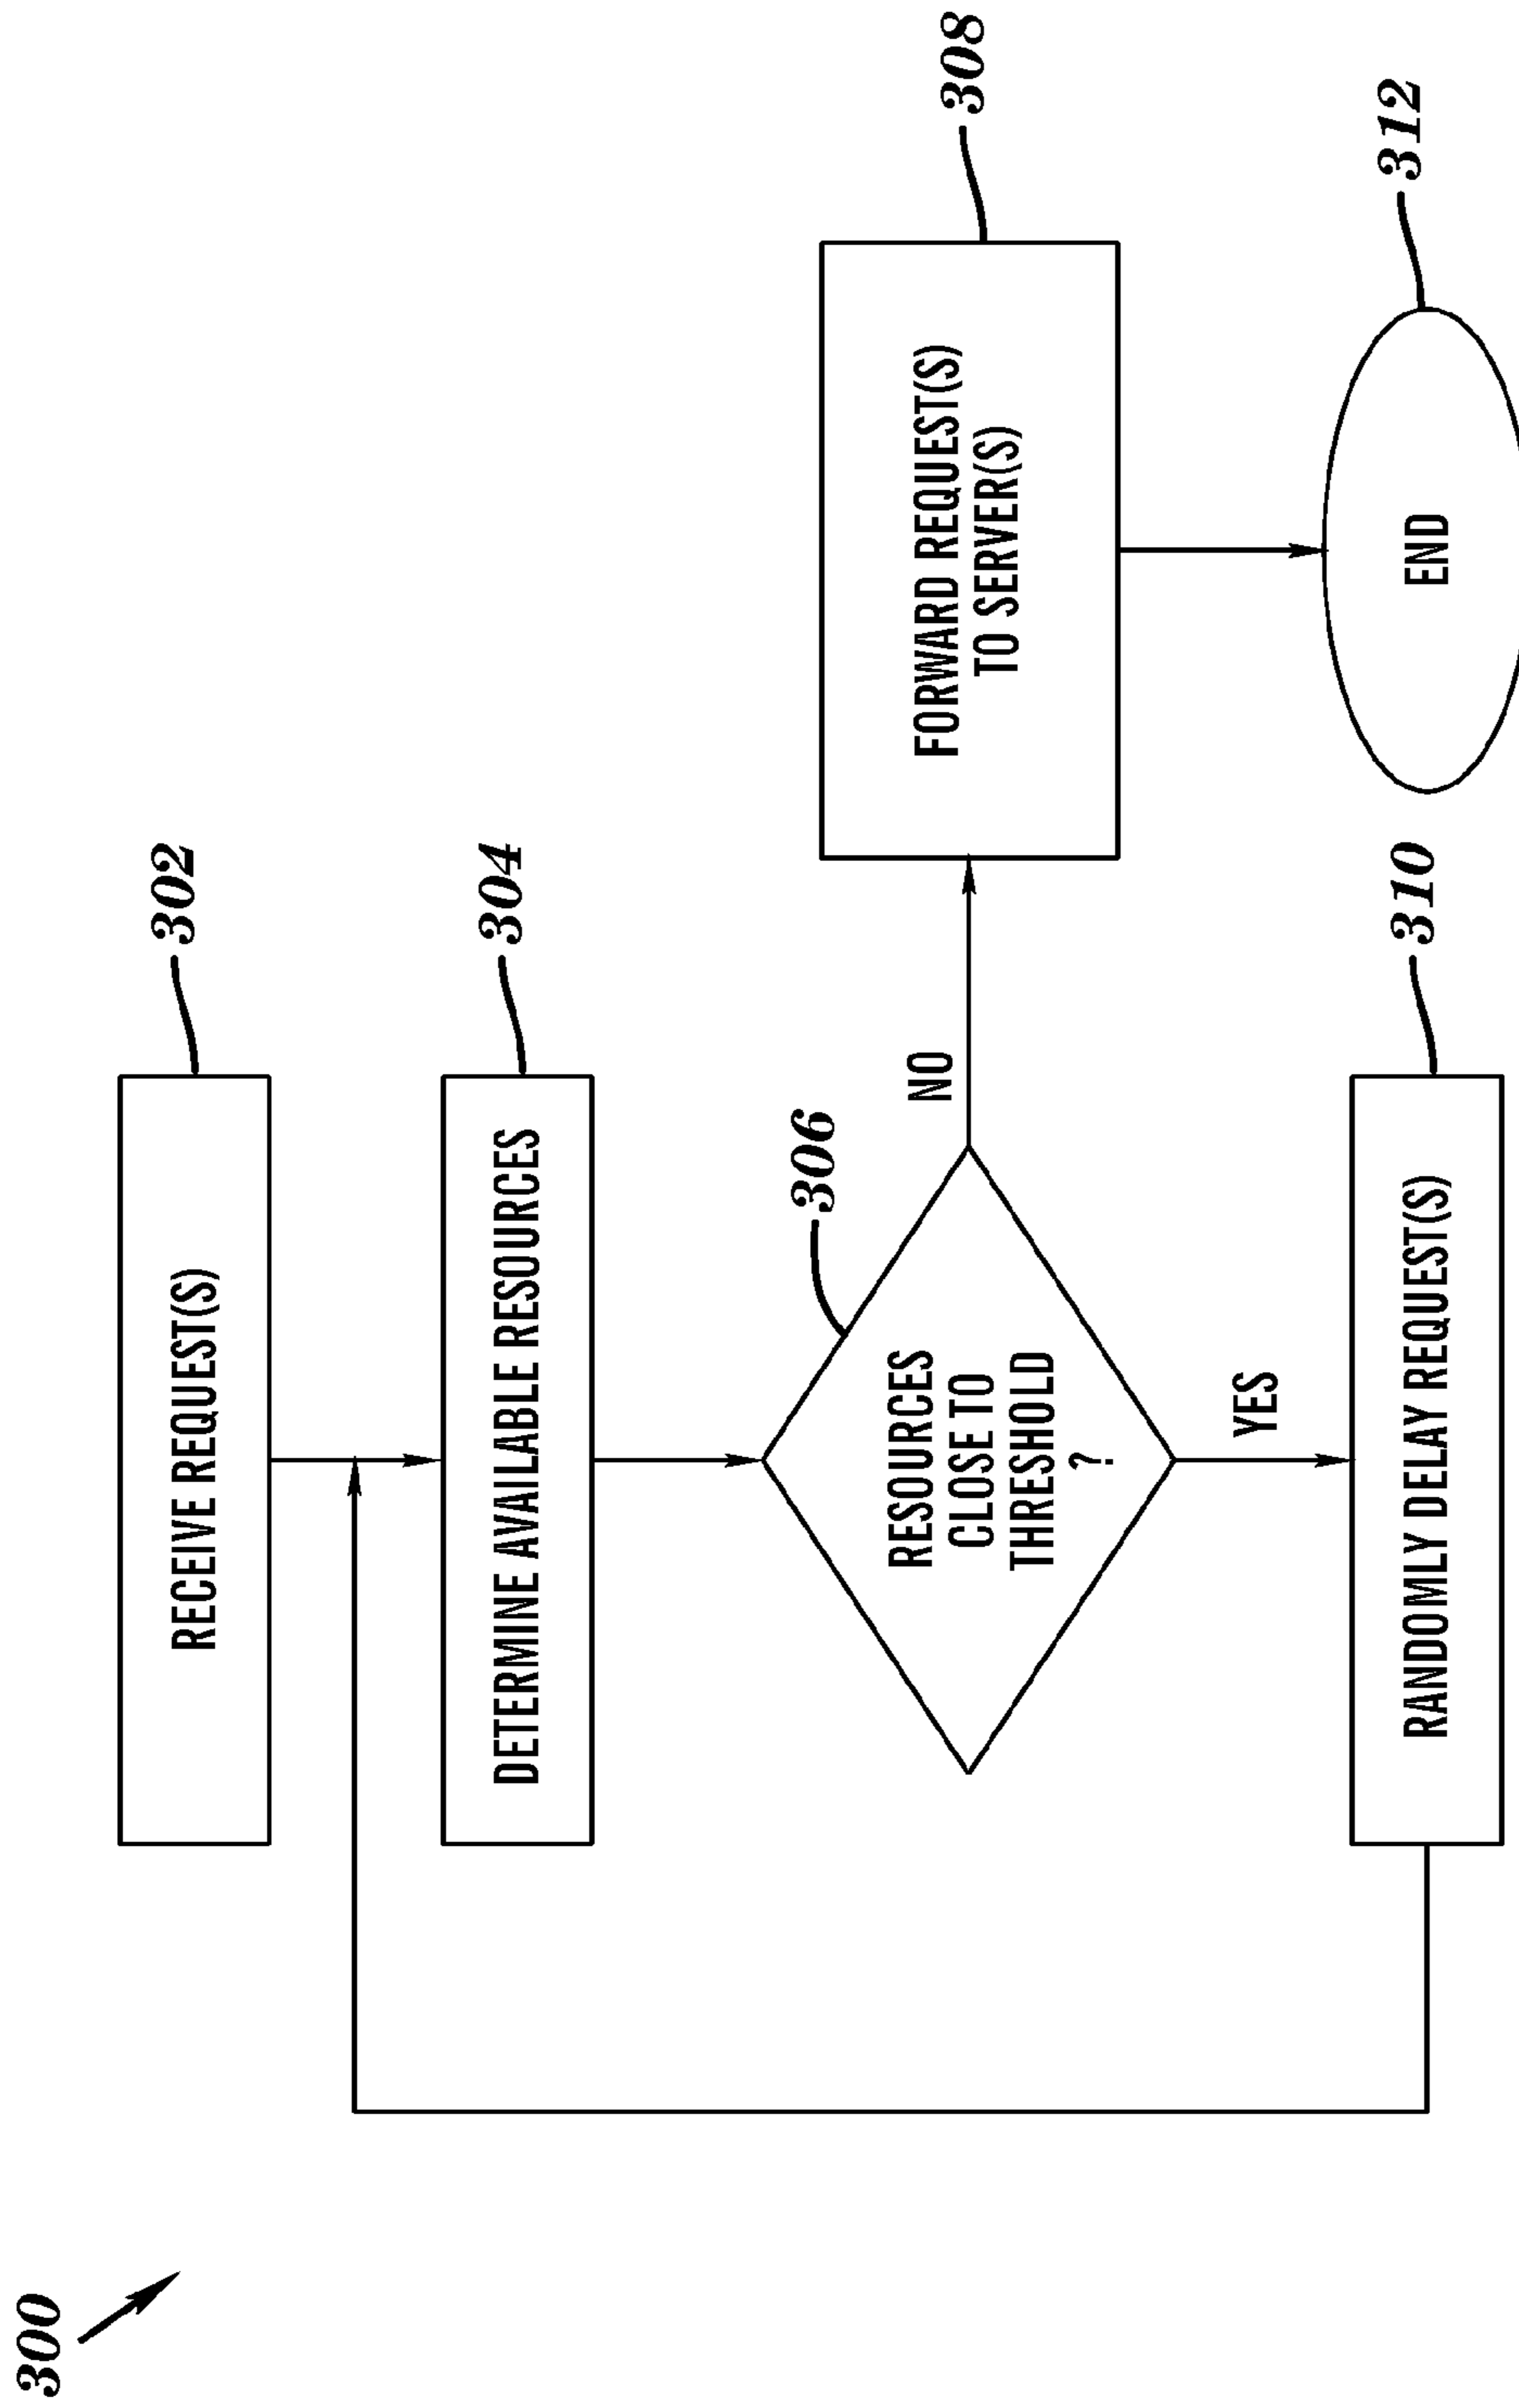 300
RECEIVE REQUEST(S)
302
DETERMINE AVAILABLE RESOURCES
304
306
RESOURCES
CLOSE TO
THRESHOLD
?
NO
FORWARD REQUEST(S)
TO SERVER(S)
308
YES
RANDOMLY DELAY REQUEST(S)
310
END
312